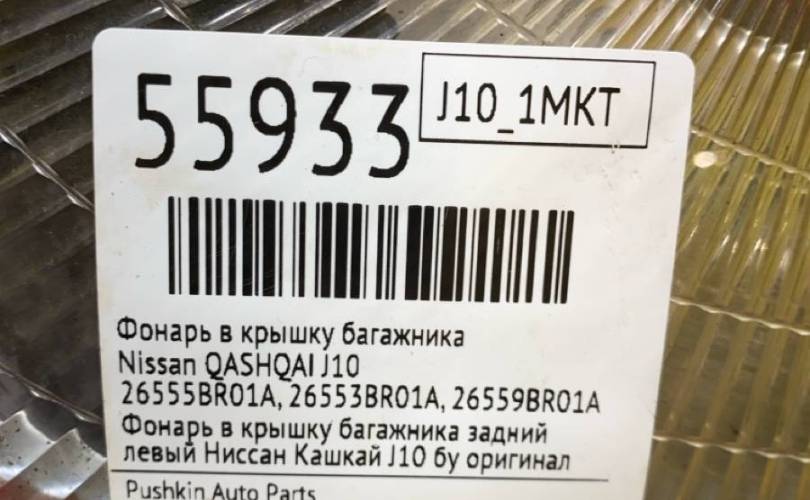 55933
J10_1MKT
Фонарь в крышку багажника
Nissan QASHQAI J10
26555BR01A, 26553BR01A, 26559BR01A
Фонарь в крышку багажника задний
левый Ниссан Кашкай J10 бу оригинал
Pushkin Auto Parts